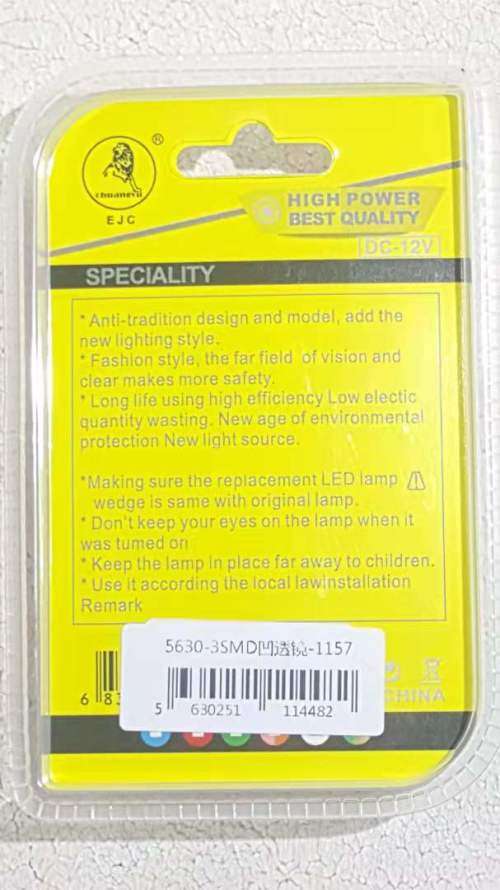 ®
chuangyu
EJC
HIGH POWER
BEST QUALITY
DC-12V
SPECIALITY
* Anti-tradition design and model, add the
new lighting style.
* Fashion style, the far field of vision and
clear makes more safety.
* Long life using high efficiency Low electic
quantity wasting. New age of environmental
protection New light source.
*Making sure the replacement LED lamp
wedge is same with original lamp.
* Don't keep your eyes on the lamp when it
was tumed on
* Keep the lamp in place far away to children.
* Use it according the local lawinstallation
Remark
5630-3SMD凹透镜-1157
5 630251 114482
6 83
CHINA